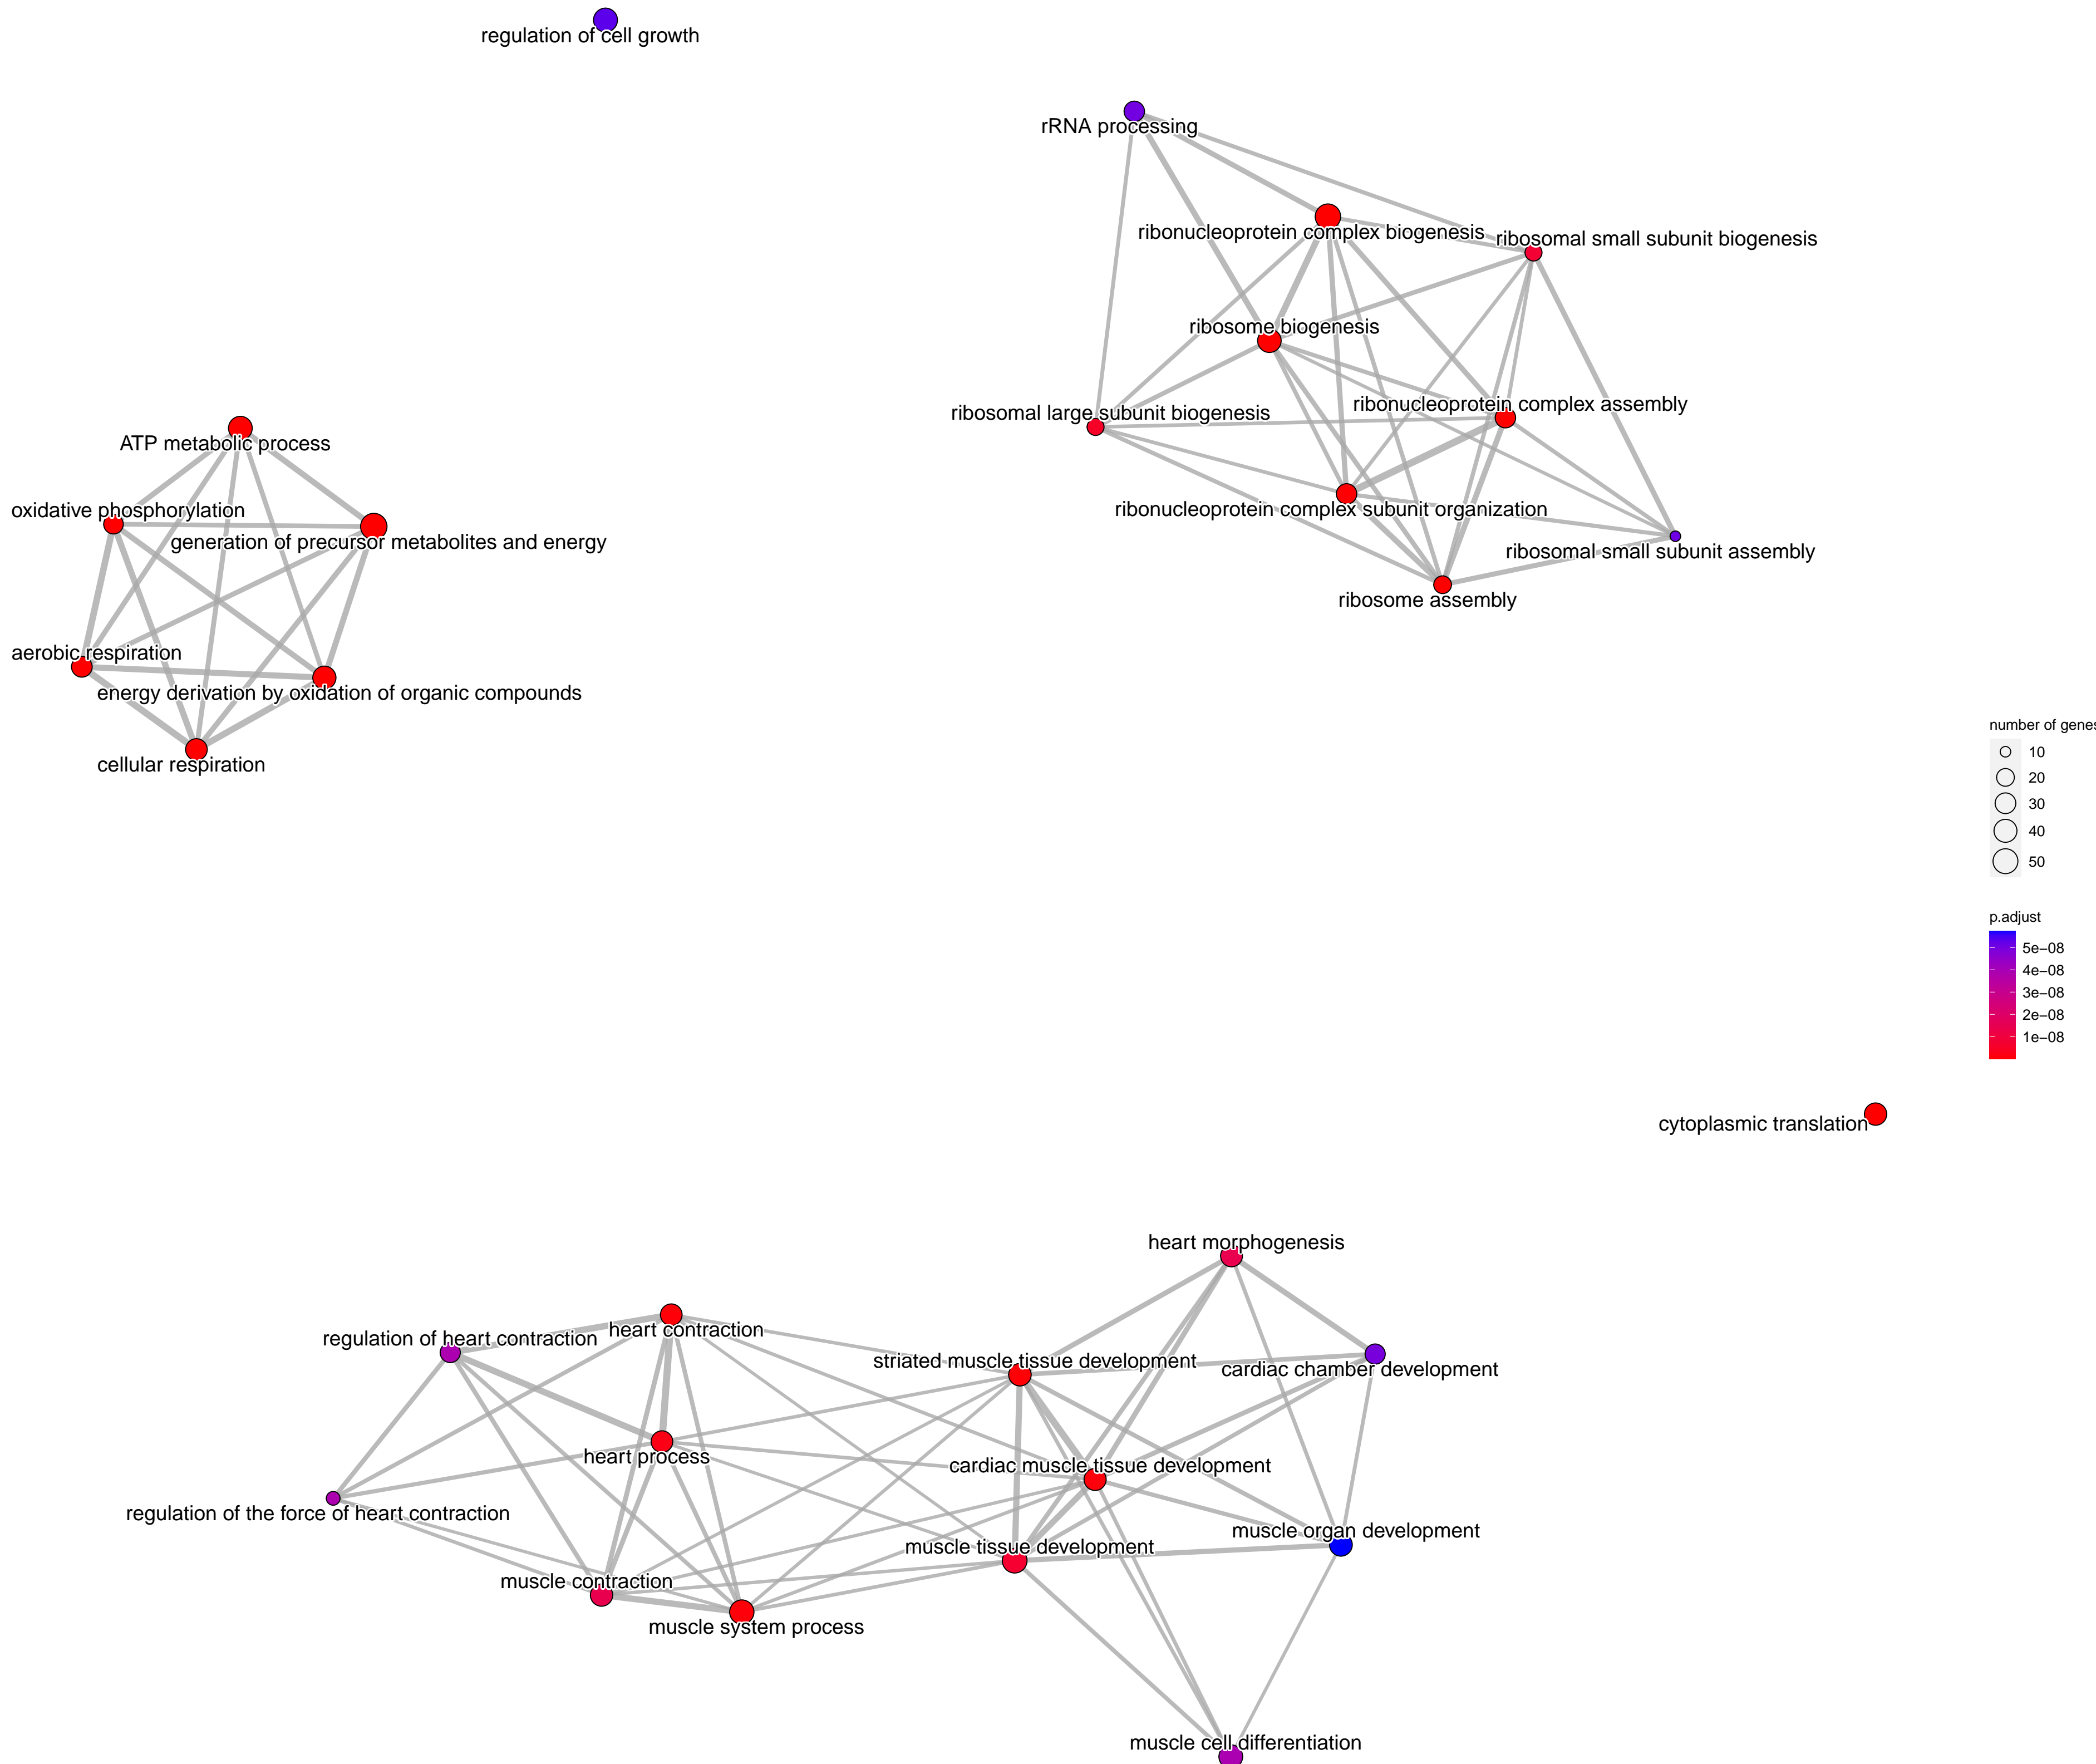 regulation of cell growth
rRNA processing
ribonucleoprotein complex biogenesis
ribosomal small subunit biogenesis
ribosome biogenesis
ribosomal large subunit biogenesis
ribonucleoprotein complex assembly
ribonucleoprotein complex subunit organization
ribosomal small subunit assembly
ribosome assembly
ATP metabolic process
oxidative phosphorylation
generation of precursor metabolites and energy
aerobic respiration
energy derivation by oxidation of organic compounds
cellular respiration
number of genes
10
20
30
40
50
p.adjust
5e−08
4e−08
3e−08
2e−08
1e−08
cytoplasmic translation
heart morphogenesis
heart contraction
regulation of heart contraction
striated muscle tissue development
cardiac chamber development
heart process
cardiac muscle tissue development
regulation of the force of heart contraction
muscle organ development
muscle tissue development
muscle contraction
muscle system process
muscle cell differentiation